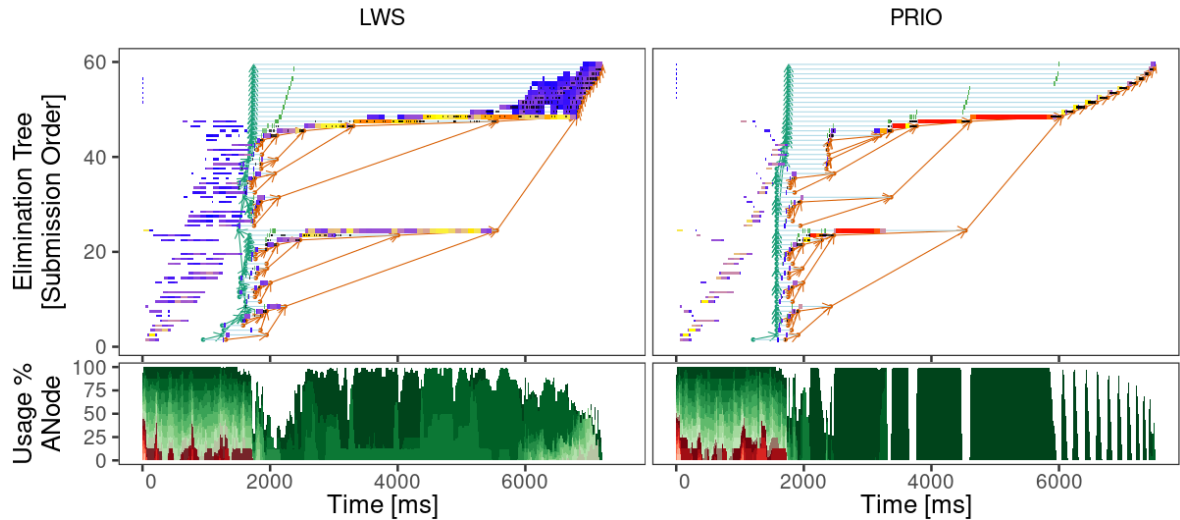 LWS
PRIO
Elimination Tree
[Submission Order]
60
40
20
0
Usage %
ANode
100
75
50
25
0
0
2000
4000
6000
0
2000
4000
6000
Time [ms]
Time [ms]